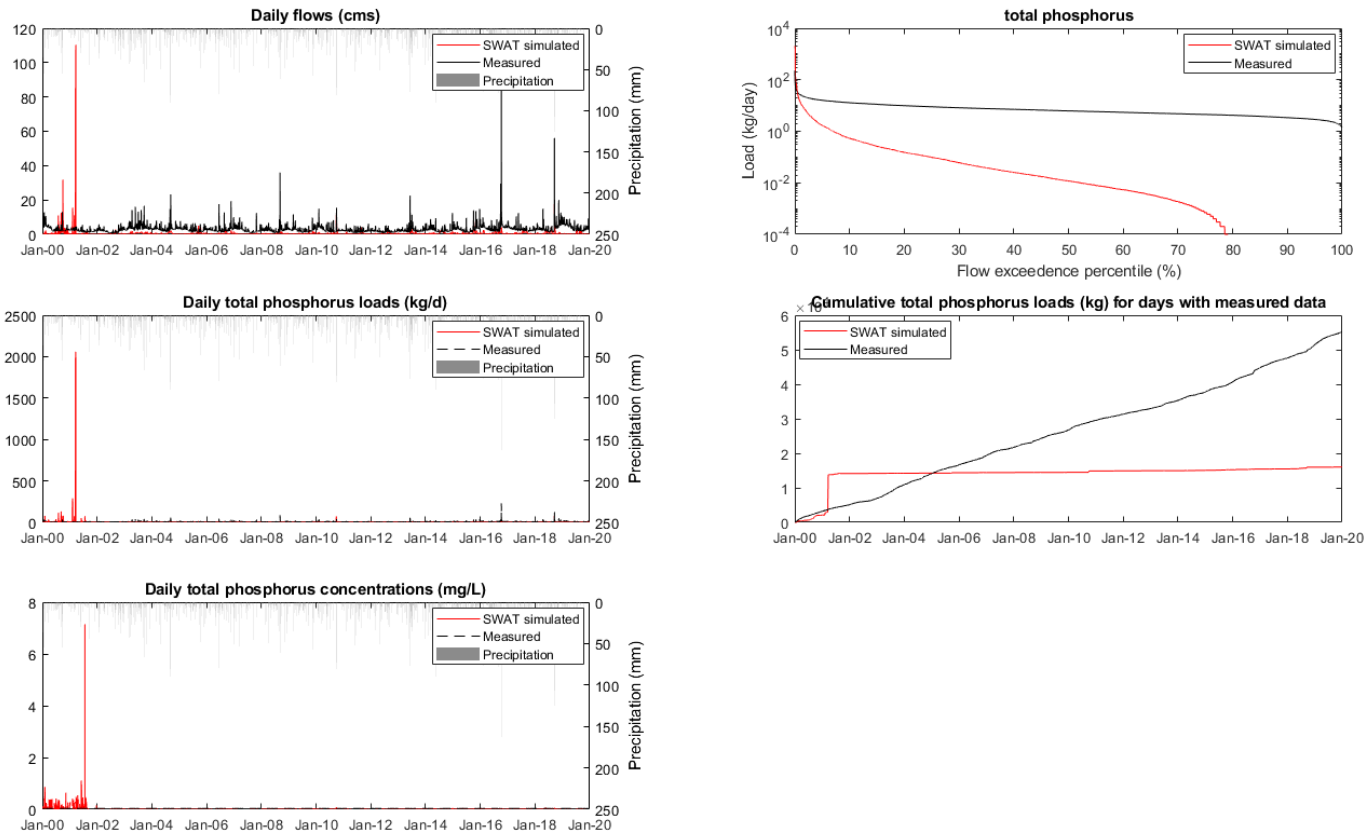 Daily flows (cms)
120
100
80
60
40
20
0
0
50
100
150
200
250
Precipitation (mm)
SWAT simulated
Measured
Precipitation
Jan-00 Jan-02 Jan-04 Jan-06 Jan-08 Jan-10 Jan-12 Jan-14 Jan-16 Jan-18 Jan-20
total phosphorus
Load (kg/day)
10^4
10^2
10^0
10^-2
10^-4
SWAT simulated
Measured
0 10 20 30 40 50 60 70 80 90 100
Flow exceedence percentile (%)
Daily total phosphorus loads (kg/d)
2500
2000
1500
1000
500
0
0
50
100
150
200
250
Precipitation (mm)
SWAT simulated
Measured
Precipitation
Jan-00 Jan-02 Jan-04 Jan-06 Jan-08 Jan-10 Jan-12 Jan-14 Jan-16 Jan-18 Jan-20
Cumulative total phosphorus loads (kg) for days with measured data
6
5
4
3
2
1
0
SWAT simulated
Measured
Jan-00 Jan-02 Jan-04 Jan-06 Jan-08 Jan-10 Jan-12 Jan-14 Jan-16 Jan-18 Jan-20
Daily total phosphorus concentrations (mg/L)
8
6
4
2
0
0
50
100
150
200
250
Precipitation (mm)
SWAT simulated
Measured
Precipitation
Jan-00 Jan-02 Jan-04 Jan-06 Jan-08 Jan-10 Jan-12 Jan-14 Jan-16 Jan-18 Jan-20